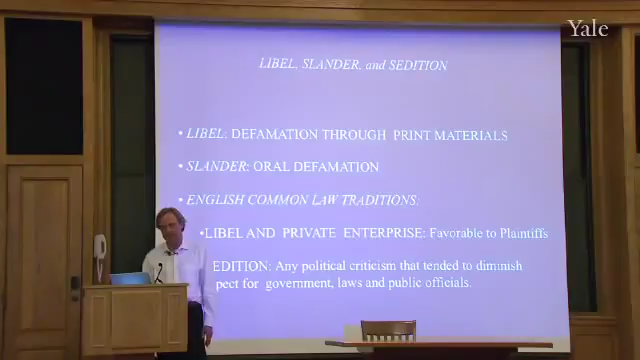 Yale
LIBEL, SLANDER, and SEDITION
• LIBEL: DEFAMATION THROUGH PRINT MATERIALS
• SLANDER: ORAL DEFAMATION
• ENGLISH COMMON LAW TRADITIONS:
•LIBEL AND PRIVATE ENTERPRISE: Favorable to Plaintiffs
EDITION: Any political criticism that tended to diminish
pect for government, laws and public officials.